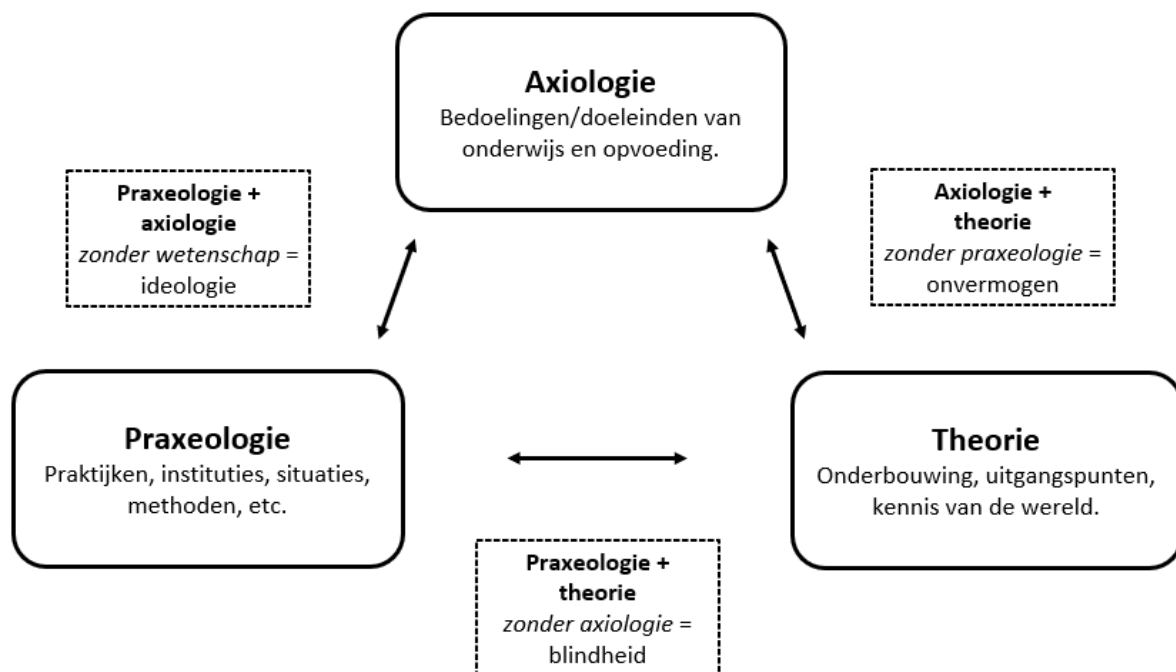 Axiologie
Bedoelingen/doeleinden van
onderwijs en opvoeding.
Praxeologie +
axiologie
zonder wetenschap =
ideologie
Axiologie +
theorie
zonder praxeologie =
onvermogen
Praxeologie
Praktijken, instituties, situaties,
methoden, etc.
Theorie
Onderbouwing, uitgangspunten,
kennis van de wereld.
Praxeologie +
theorie
zonder axiologie =
blindheid